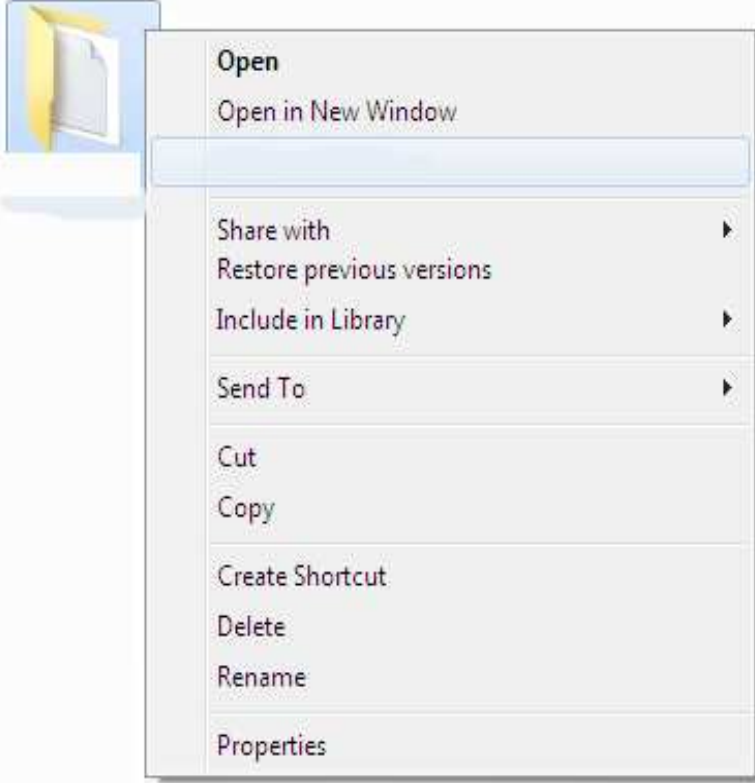 Open
Open in New Window
Share with
Restore previous versions
Include in Library
Send To
Cut
Copy
Create Shortcut
Delete
Rename
Properties